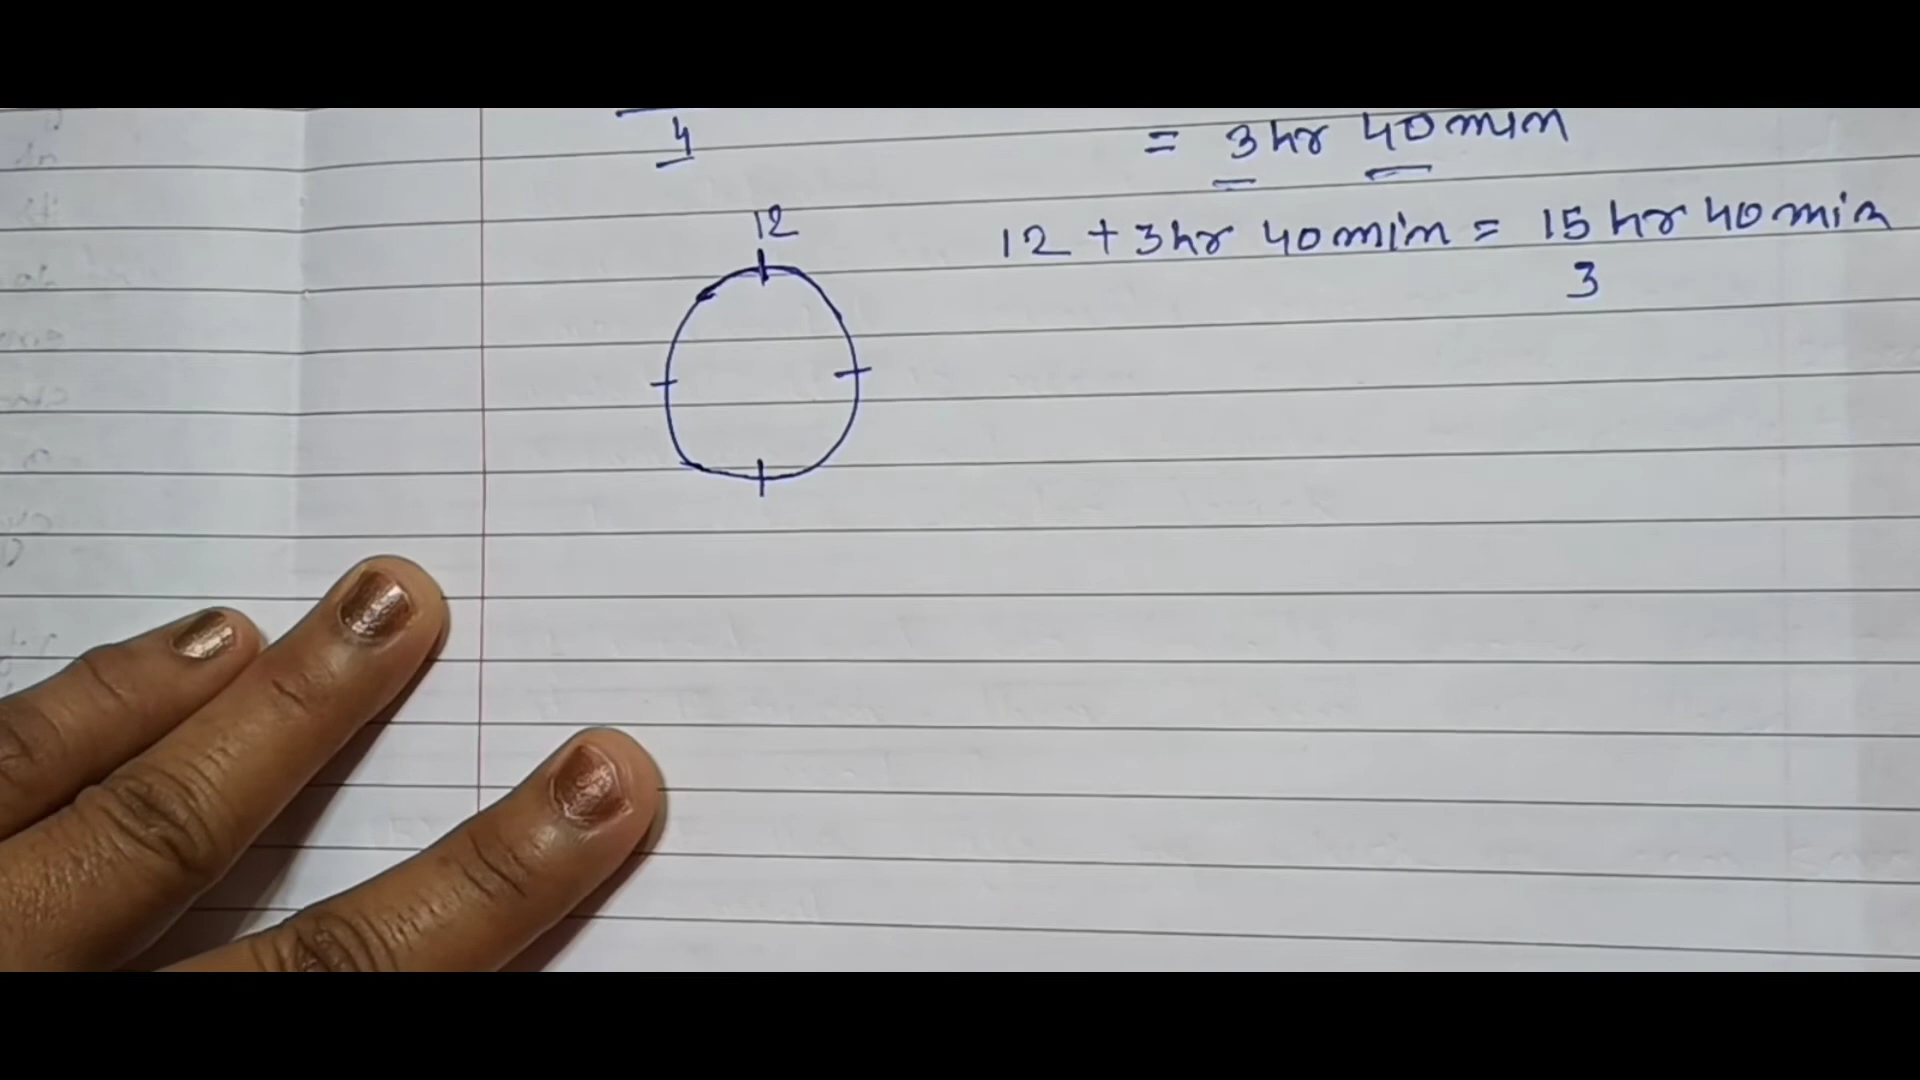 4
= 3 hr 40 min
12
12 + 3 hr 40 min = 15 hr 40 min
3